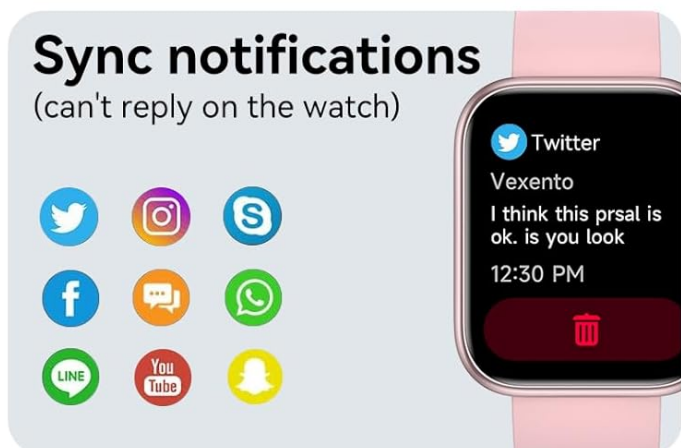 Sync notifications
(can't reply on the watch)
Twitter
Vexento
I think this prsal is
ok. is you look
12:30 PM
S
f
LINE
You
Tube